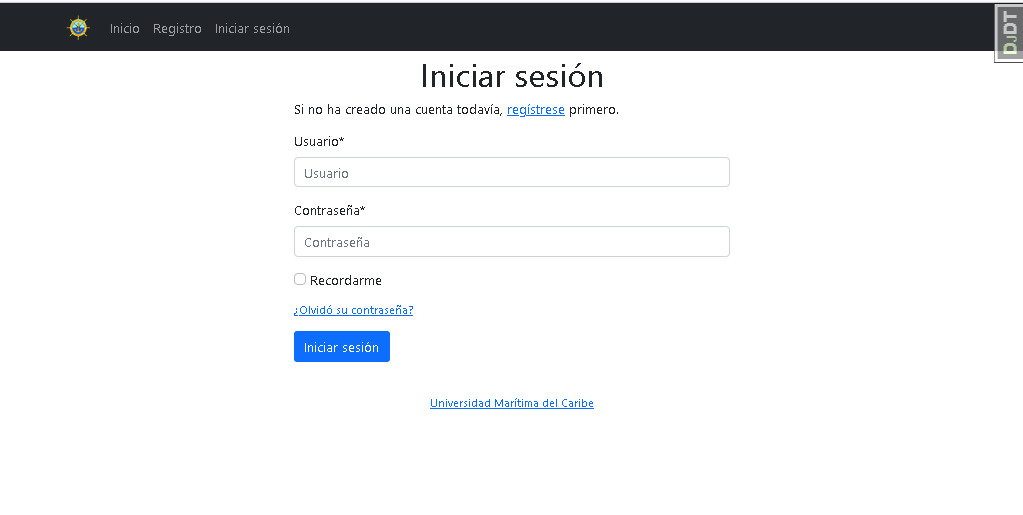 Inicio Registro Iniciar sesión
DJDT
Iniciar sesión
Si no ha creado una cuenta todavía, regístrese primero.
Usuario*
Usuario
Contraseña*
Contraseña
Recordarme
¿Olvidó su contraseña?
Iniciar sesión
Universidad Marítima del Caribe